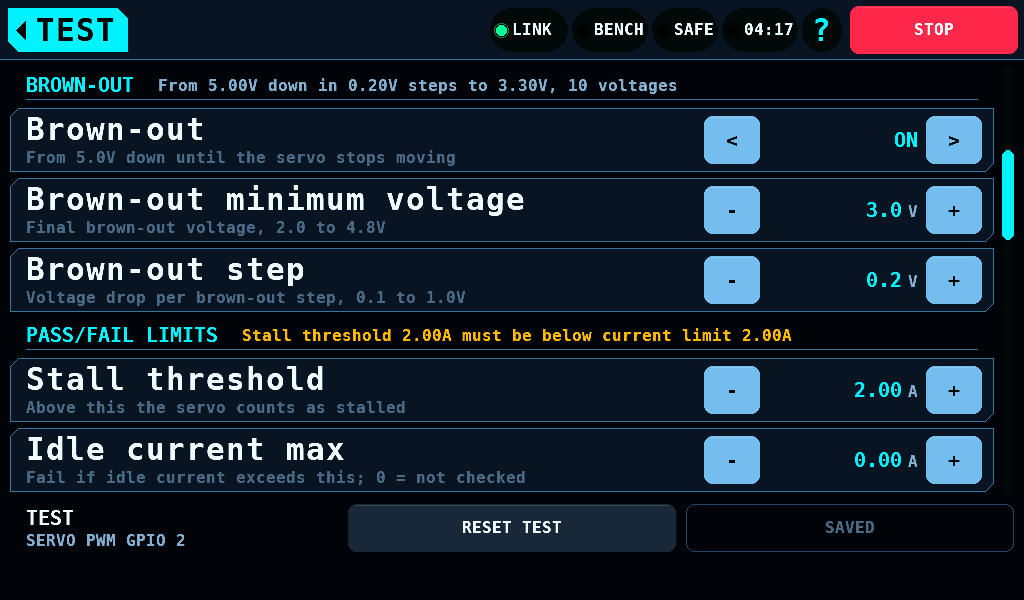 TEST
LINK
BENCH
SAFE
04:17
?
STOP
BROWN-OUT From 5.00V down in 0.20V steps to 3.30V, 10 voltages
Brown-out
From 5.0V down until the servo stops moving
< ON >
Brown-out minimum voltage
Final brown-out voltage, 2.0 to 4.8V
- 3.0 V +
Brown-out step
Voltage drop per brown-out step, 0.1 to 1.0V
- 0.2 V +
PASS/FAIL LIMITS Stall threshold 2.00A must be below current limit 2.00A
Stall threshold
Above this the servo counts as stalled
- 2.00 A +
Idle current max
Fail if idle current exceeds this; 0 = not checked
- 0.00 A +
TEST
SERVO PWM GPIO 2
RESET TEST
SAVED